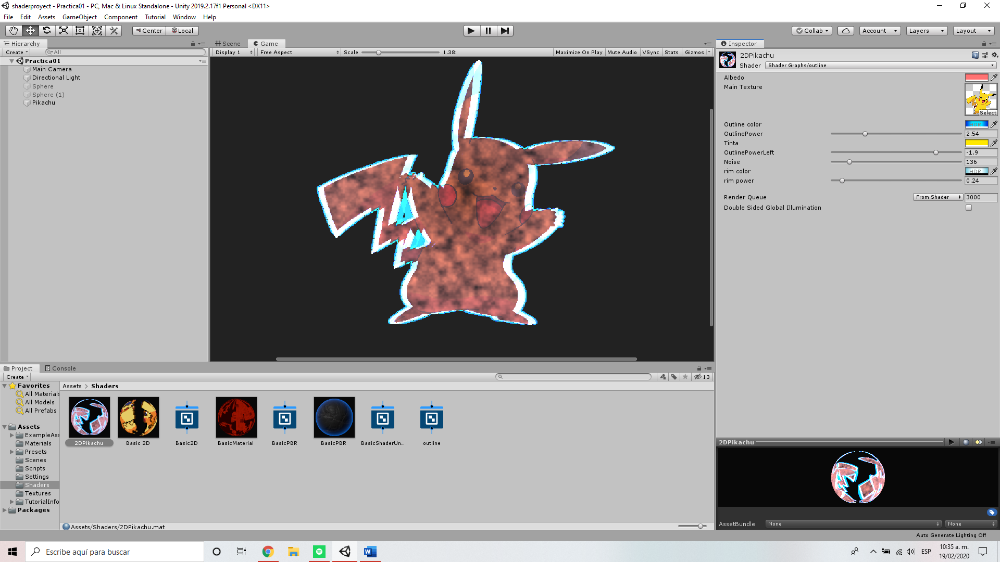 shaderproyect - Practica01 - PC, Mac & Linux Standalone - Unity 2019.2.17f1 Personal <DX11>
File Edit Assets GameObject Component Tutorial Window Help
Center Local
Collab Account Layers Layout
Hierarchy
Create All
Practica01
Main Camera
Directional Light
Sphere
Sphere (1)
Pikachu
Scene Game
Display 1 Free Aspect Scale 1.38: Maximize On Play Mute Audio VSync Stats Gizmos
Inspector
2DPikachu
Shader Shader Graphs/outline
Albedo
Main Texture
Select
Outline color HDR
OutlinePower 2.54
Tinta
OutlinePowerLeft -1.9
Noise 136
rim color HDR
rim power 0.24
Render Queue From Shader 3000
Double Sided Global Illumination
Project Console
Create 13
Favorites
All Materials
All Models
All Prefabs
Assets
ExampleAss
Materials
Presets
Scenes
Scripts
Settings
Shaders
Textures
TutorialInfo
Packages
Assets > Shaders
2DPikachu Basic 2D Basic2D BasicMaterial BasicPBR BasicPBR BasicShaderUn... outline
Assets/Shaders/2DPikachu.mat
2DPikachu
AssetBundle None None
Auto Generate Lighting Off
Escribe aquí para buscar
ESP
10:35 a. m.
19/02/2020